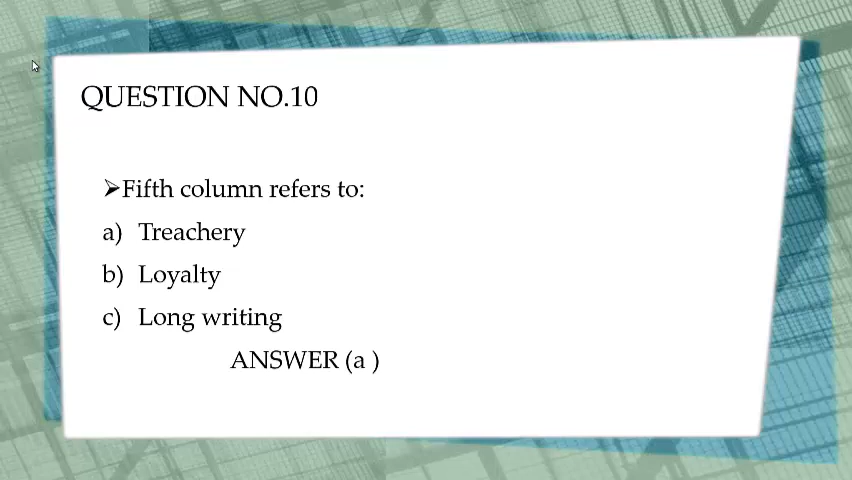 QUESTION NO.10
➢Fifth column refers to:
a) Treachery
b) Loyalty
c) Long writing
ANSWER (a )